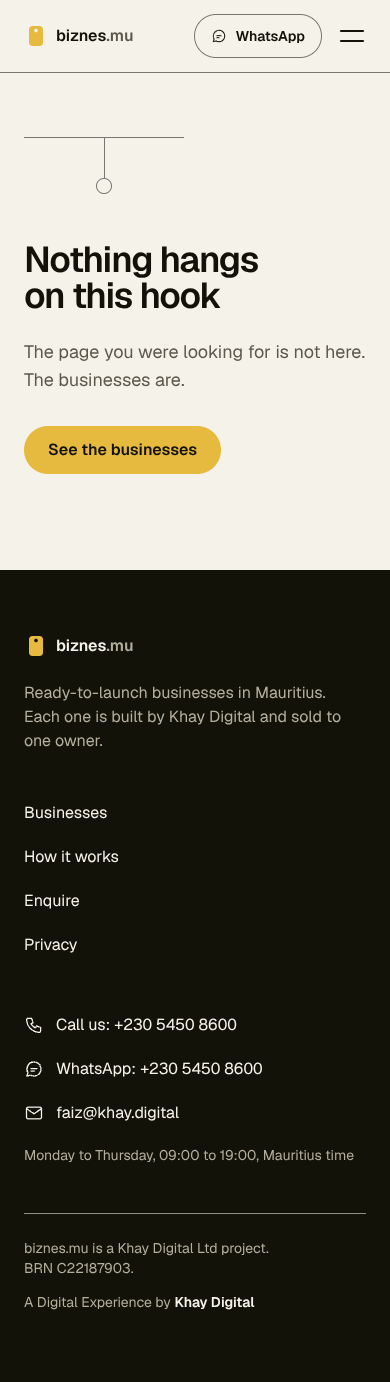 biznes.mu
WhatsApp
Nothing hangs
on this hook
The page you were looking for is not here.
The businesses are.
See the businesses
biznes.mu
Ready-to-launch businesses in Mauritius.
Each one is built by Khay Digital and sold to
one owner.
Businesses
How it works
Enquire
Privacy
Call us: +230 5450 8600
WhatsApp: +230 5450 8600
faiz@khay.digital
Monday to Thursday, 09:00 to 19:00, Mauritius time
biznes.mu is a Khay Digital Ltd project.
BRN C22187903.
A Digital Experience by Khay Digital